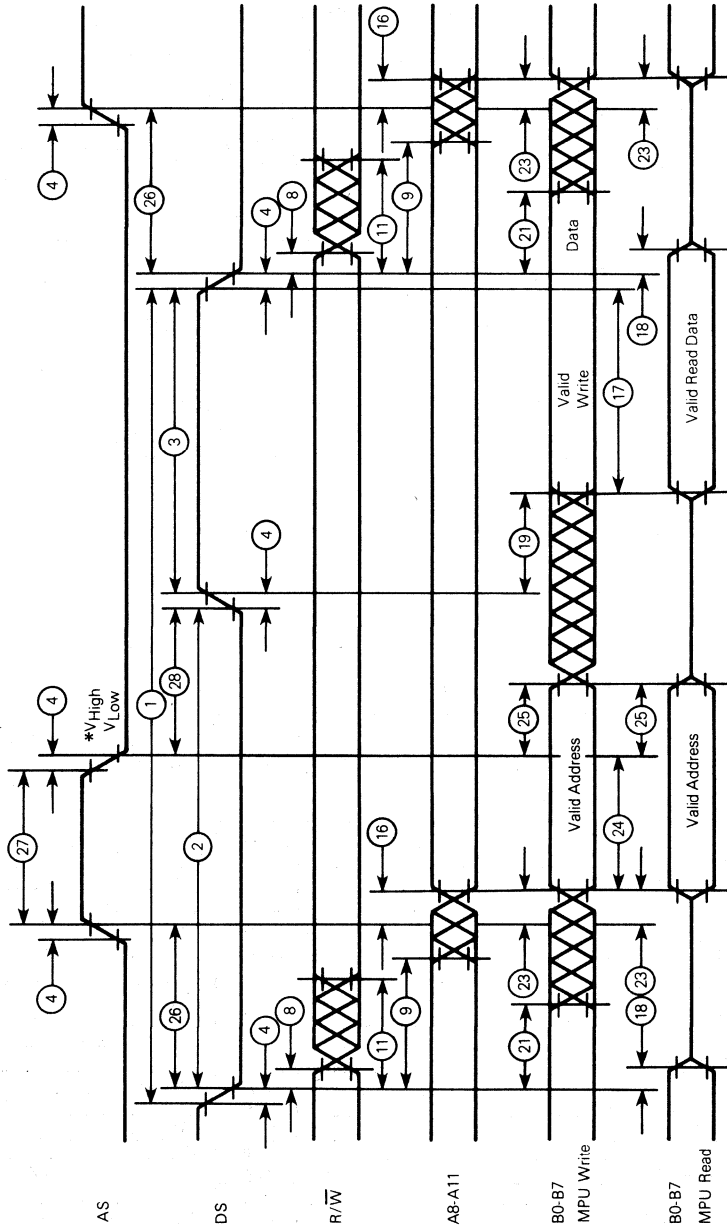 27
4
4
4
*VHigh
VLow
AS
1
26
28
26
2
3
DS
4
4
4
8
8
R/W̅
11
16
11
16
9
9
A8-A11
19
21
23
25
21
23
B0-B7
MPU Write
Valid Address
Valid
Write
Data
18
23
24
25
17
18
23
B0-B7
MPU Read
Valid Address
Valid Read Data